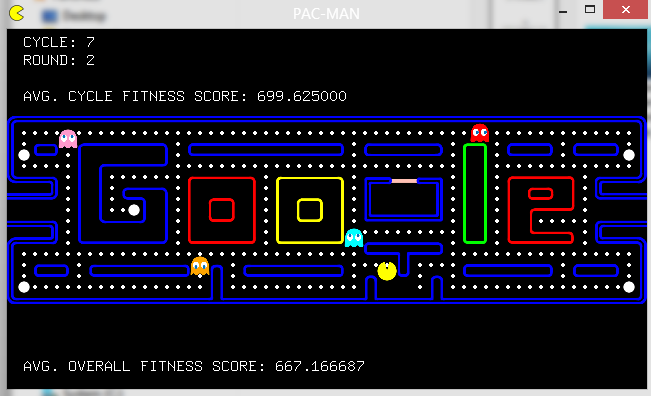 PAC-MAN
CYCLE: 7
ROUND: 2
AVG. CYCLE FITNESS SCORE: 699.625000
AVG. OVERALL FITNESS SCORE: 667.166687